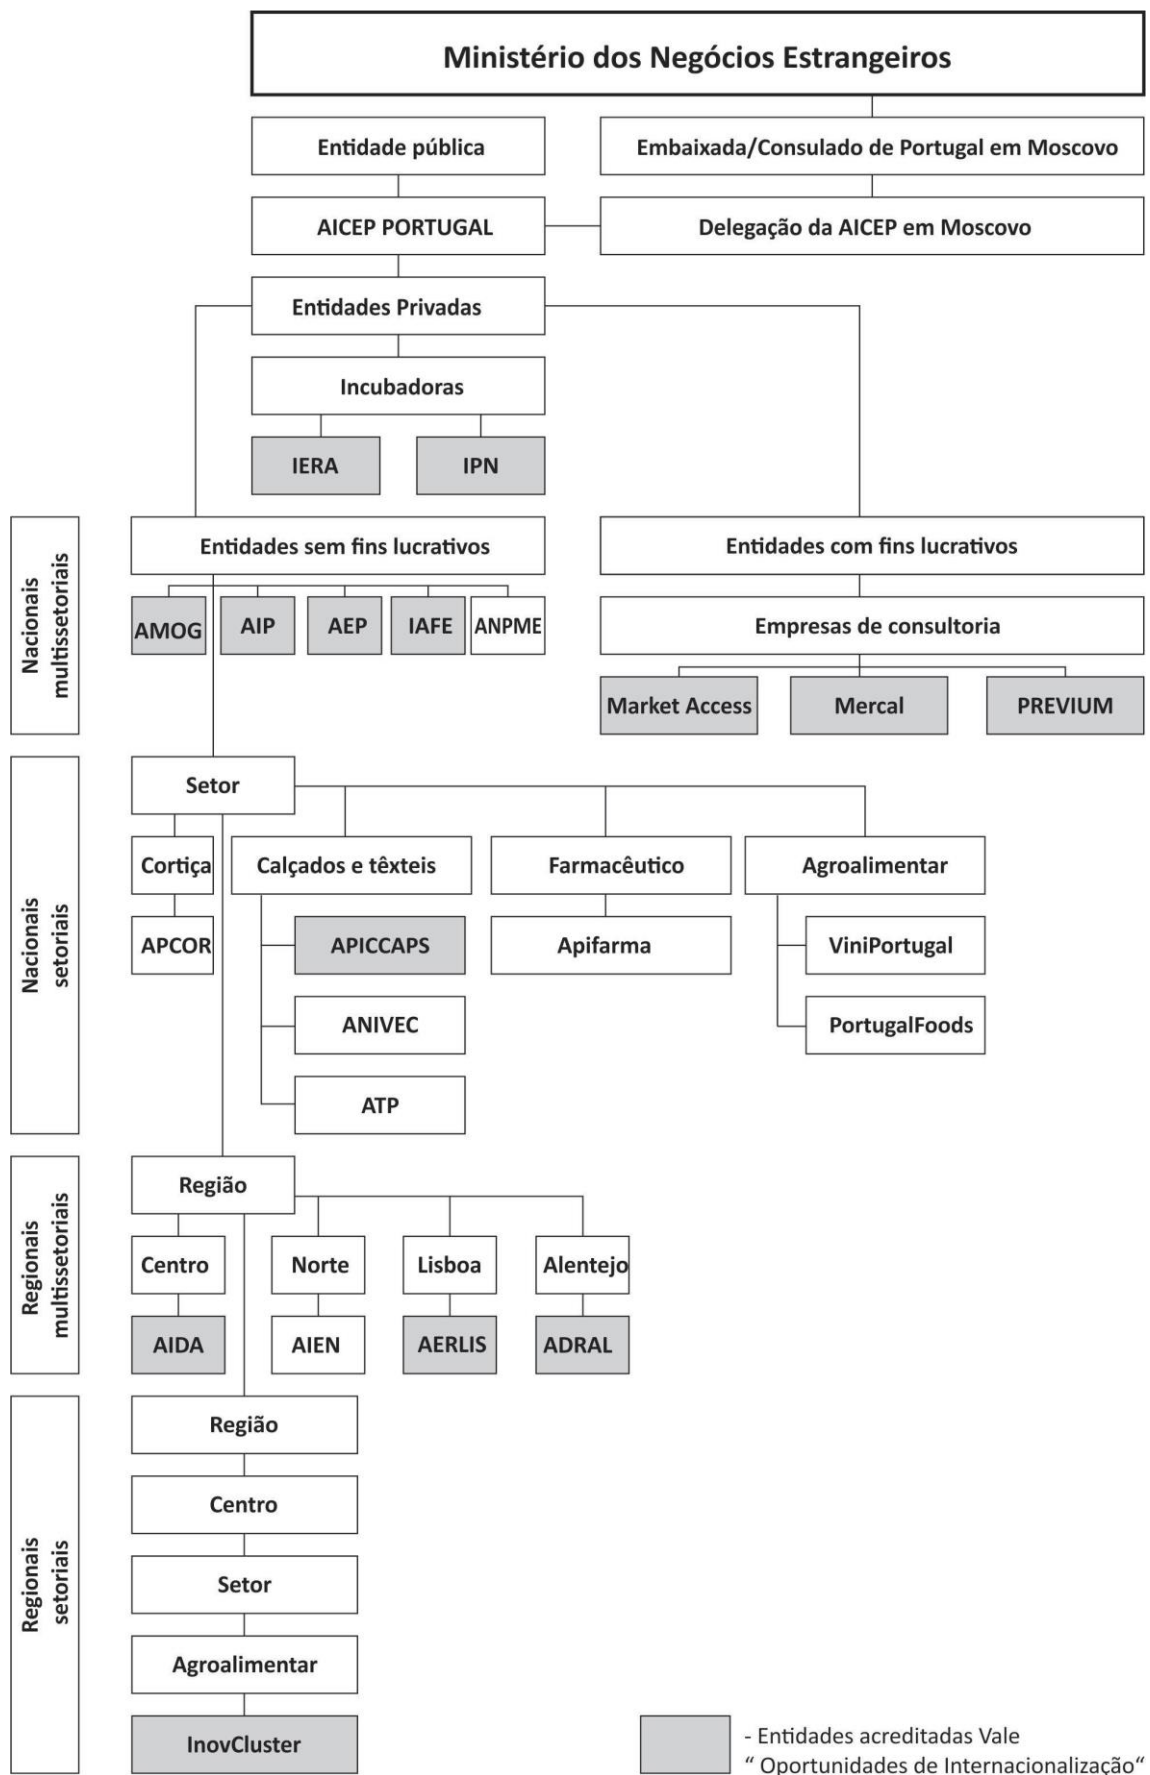 Ministério dos Negócios Estrangeiros
Entidade pública
Embaixada/Consulado de Portugal em Moscovo
AICEP PORTUGAL
Delegação da AICEP em Moscovo
Entidades Privadas
Incubadoras
IERA
IPN
Nacionais
multissetoriais
Entidades sem fins lucrativos
Entidades com fins lucrativos
AMOG
AIP
AEP
IAFE
ANPME
Empresas de consultoria
Market Access
Mercal
PREVIUM
Nacionais
setoriais
Setor
Cortiça
Calçados e têxteis
Farmacêutico
Agroalimentar
APCOR
APICCAPS
Apifarma
ViniPortugal
ANIVEC
PortugalFoods
ATP
Regionais
multissetoriais
Região
Centro
Norte
Lisboa
Alentejo
AIDA
AIEN
AERLIS
ADRAL
Regionais
setoriais
Região
Centro
Setor
Agroalimentar
InovCluster
- Entidades acreditadas Vale
“ Oportunidades de Internacionalização“